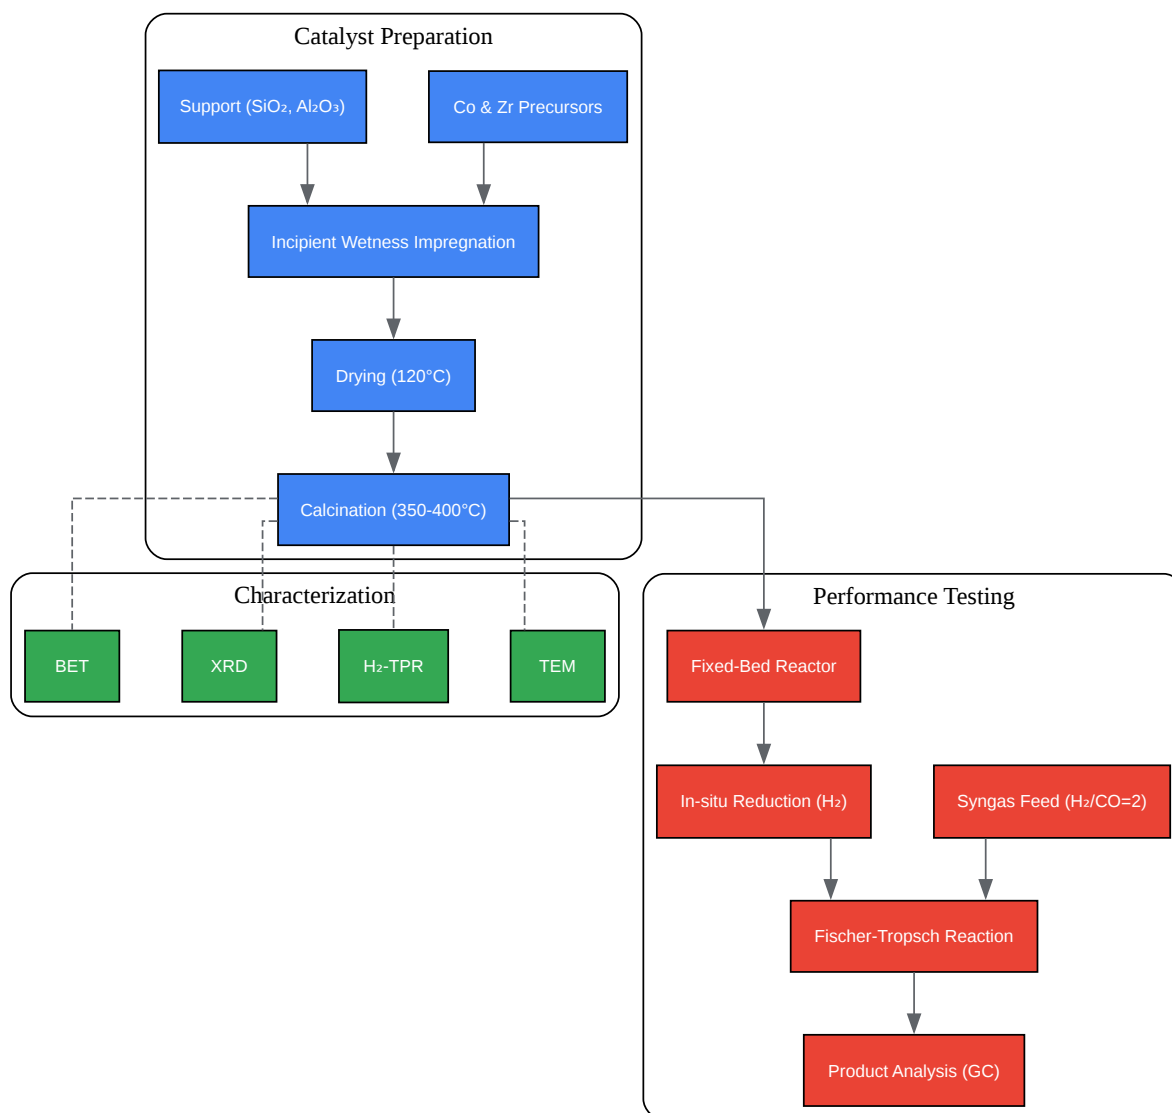 Catalyst Preparation
Support (SiO₂, Al₂O₃)
Co & Zr Precursors
Incipient Wetness Impregnation
Drying (120°C)
Calcination (350-400°C)
Characterization
BET
XRD
H₂-TPR
TEM
Performance Testing
Fixed-Bed Reactor
In-situ Reduction (H₂)
Syngas Feed (H₂/CO=2)
Fischer-Tropsch Reaction
Product Analysis (GC)